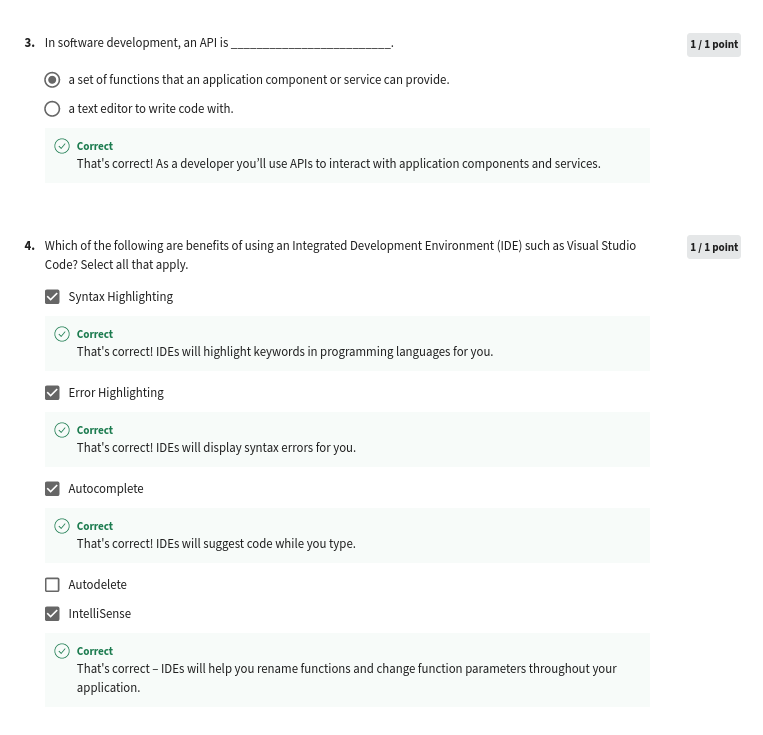 3. In software development, an API is _________________________.
1 / 1 point
a set of functions that an application component or service can provide.
a text editor to write code with.
Correct
That's correct! As a developer you’ll use APIs to interact with application components and services.
4. Which of the following are benefits of using an Integrated Development Environment (IDE) such as Visual Studio
Code? Select all that apply.
1 / 1 point
Syntax Highlighting
Correct
That's correct! IDEs will highlight keywords in programming languages for you.
Error Highlighting
Correct
That's correct! IDEs will display syntax errors for you.
Autocomplete
Correct
That's correct! IDEs will suggest code while you type.
Autodelete
IntelliSense
Correct
That's correct – IDEs will help you rename functions and change function parameters throughout your
application.